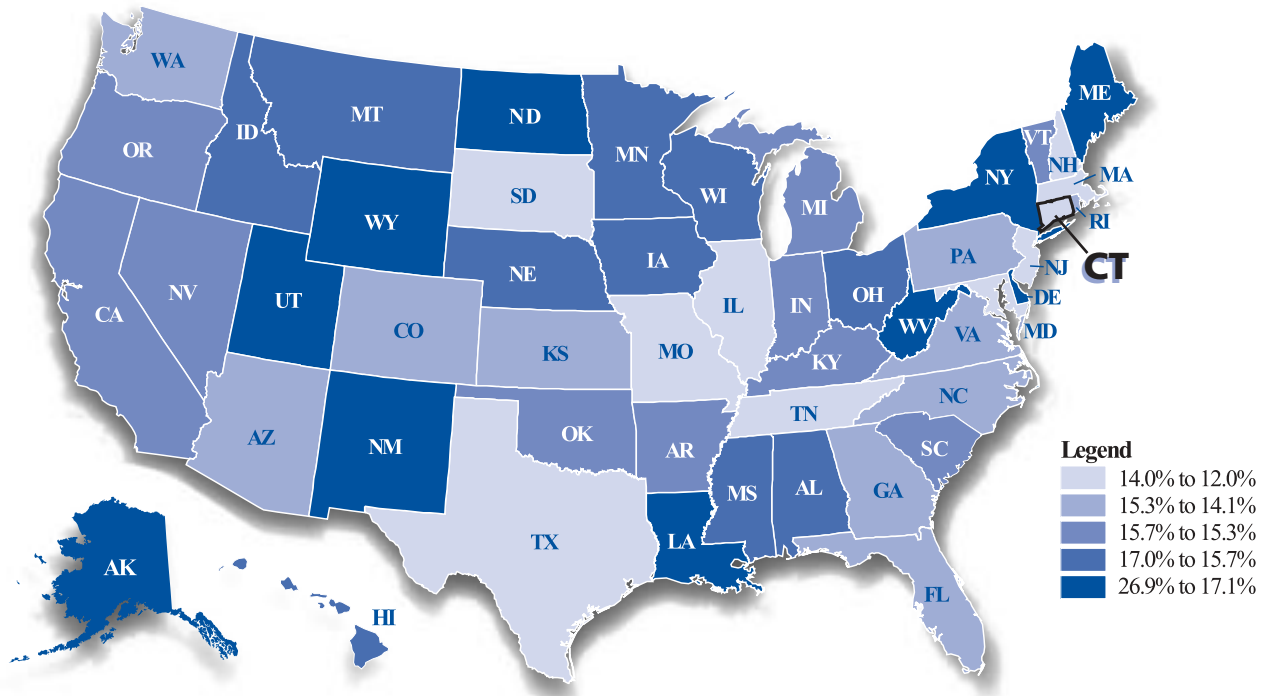 WA
MT
ND
ME
ID
OR
MN
VT
NH
MA
NY
SD
WI
MI
WY
RI
CT
PA
NJ
IA
NE
NV
UT
IN
OH
DE
IL
CA
CO
WV
VA
MD
KS
MO
KY
NC
TN
AZ
NM
OK
AR
SC
MS
AL
GA
TX
LA
AK
FL
HI
Legend
14.0% to 12.0%
15.3% to 14.1%
15.7% to 15.3%
17.0% to 15.7%
26.9% to 17.1%